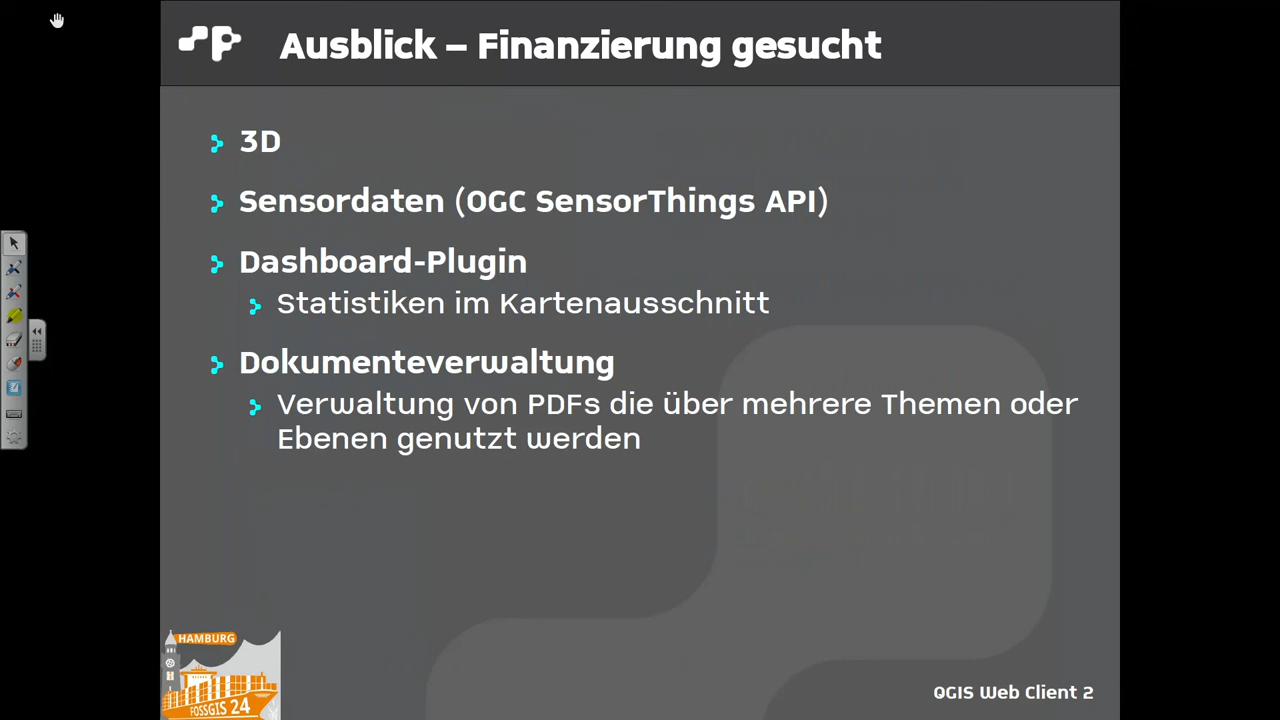 Ausblick – Finanzierung gesucht
3D
Sensordaten (OGC SensorThings API)
Dashboard-Plugin
Statistiken im Kartenausschnitt
Dokumenteverwaltung
Verwaltung von PDFs die über mehrere Themen oder
Ebenen genutzt werden
HAMBURG
FOSSGIS 24
QGIS Web Client 2